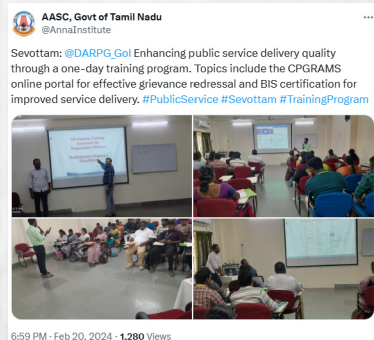 AASC, Govt of Tamil Nadu
@AnnaInstitute
Sevottam: @DARPG_GoI Enhancing public service delivery quality
through a one-day training program. Topics include the CPGRAMS
online portal for effective grievance redressal and BIS certification for
improved service delivery. #PublicService #Sevottam #TrainingProgram
6:59 PM · Feb 20, 2024 · 1,280 Views